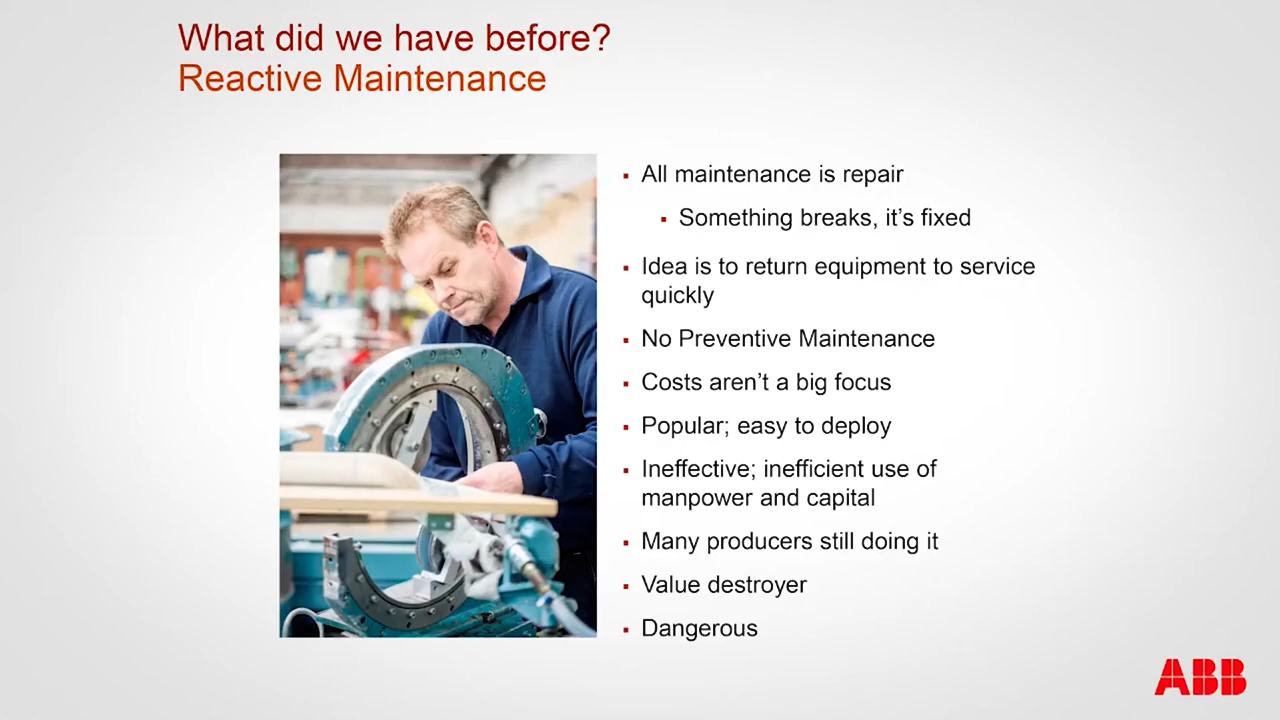 What did we have before?
Reactive Maintenance
All maintenance is repair
Something breaks, it's fixed
Idea is to return equipment to service
quickly
No Preventive Maintenance
Costs aren't a big focus
Popular; easy to deploy
Ineffective; inefficient use of
manpower and capital
Many producers still doing it
Value destroyer
Dangerous
ABB